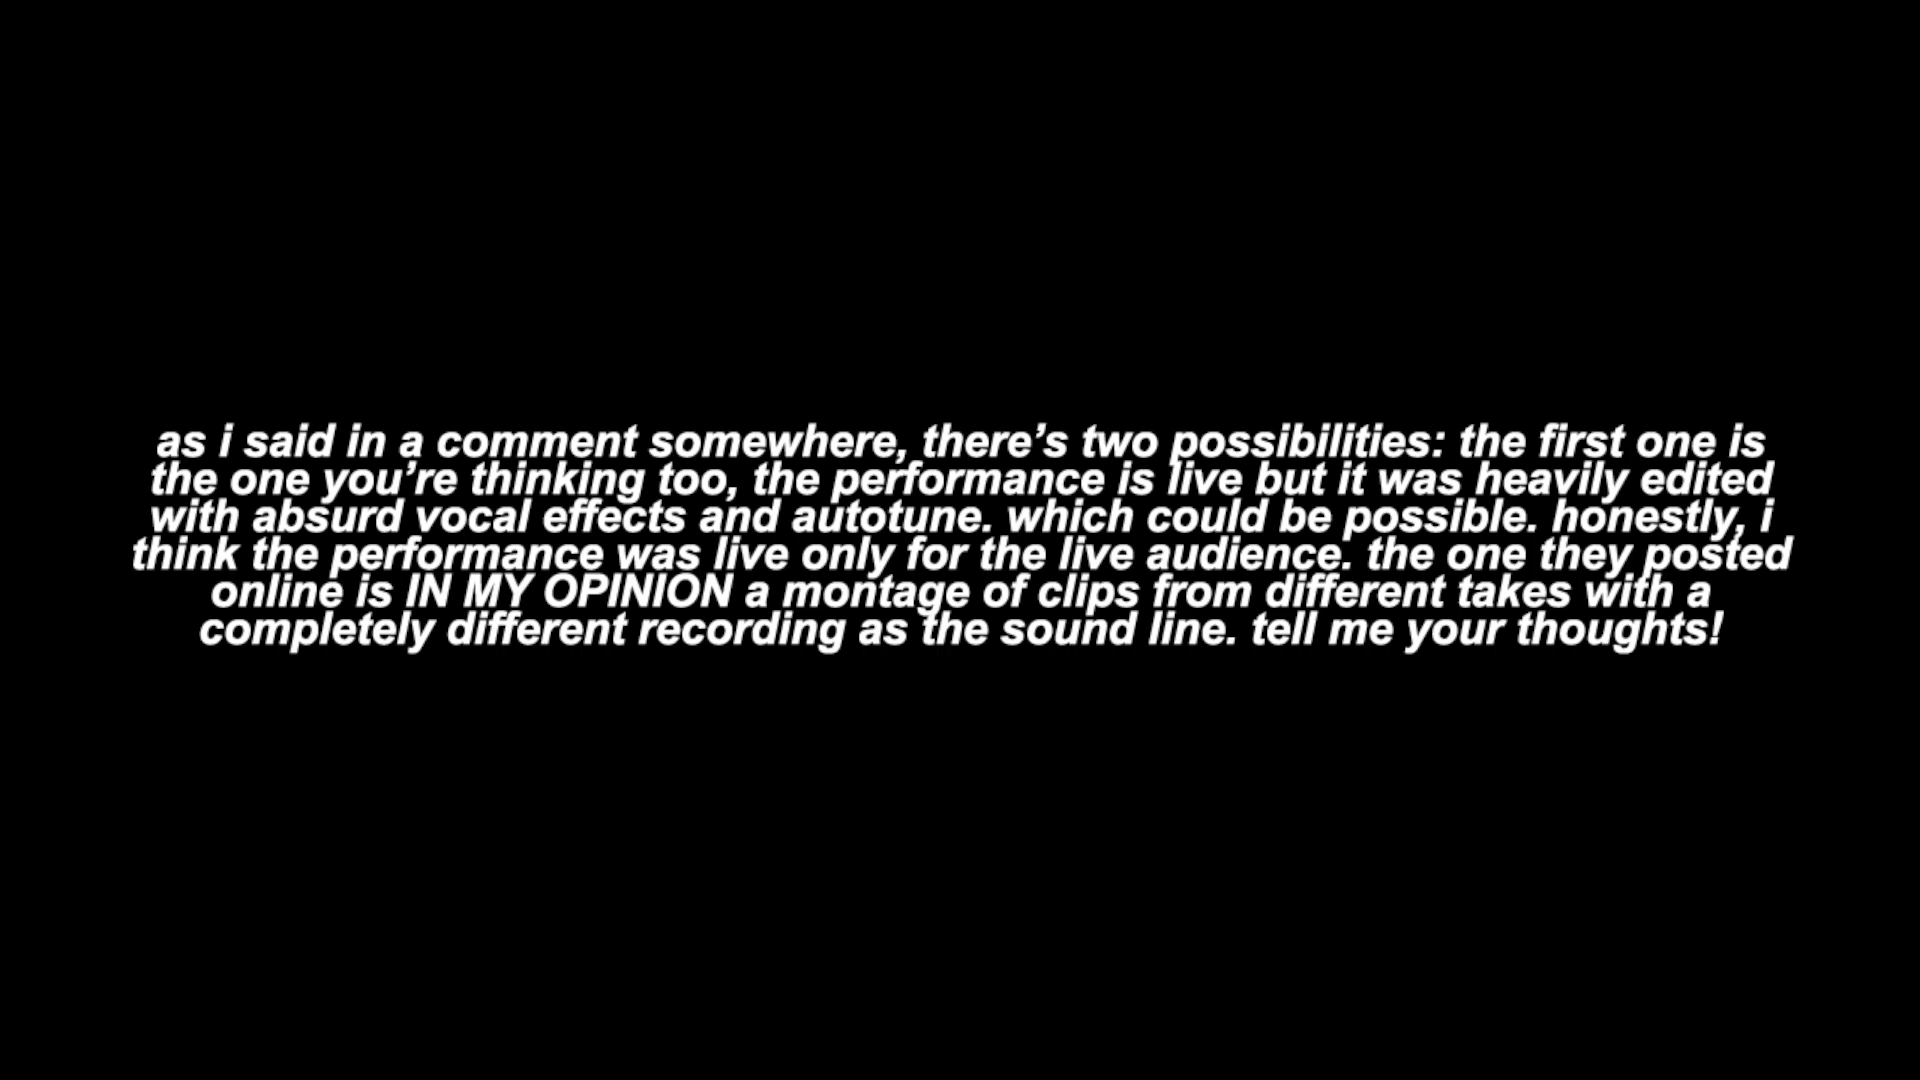 as i said in a comment somewhere, there's two possibilities: the first one is
the one you're thinking too, the performance is live but it was heavily edited
with absurd vocal effects and autotune. which could be possible. honestly, i
think the performance was live only for the live audience. the one they posted
online is IN MY OPINION a montage of clips from different takes with a
completely different recording as the sound line. tell me your thoughts!